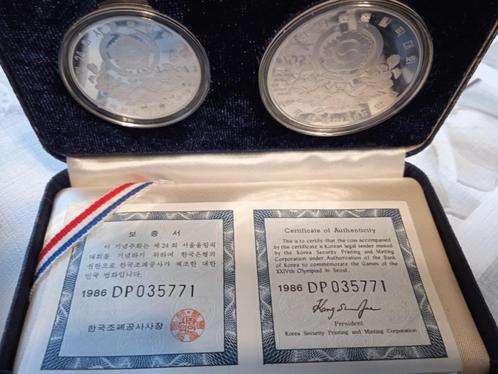 보 증 서
이 기념주화는 제 24 회 서울올림픽
대회를 기념하기 위하여 한국은행의
권한으로 한국조폐공사가 제조한 대한
민국 법화입니다.
1986 DP035771
한국조폐공사사장
Certificate of Authenticity
This is to certify that the coin accompanied
by this certificate is Korean legal tender minted
by the Korea Security Printing and Minting
Corporation under Authorization of the Bank
of Korea to commemorate the Games of the
XXIVth Olympiad in Seoul.
1986 DP035771
President
Korea Security Printing and Minting Corporation